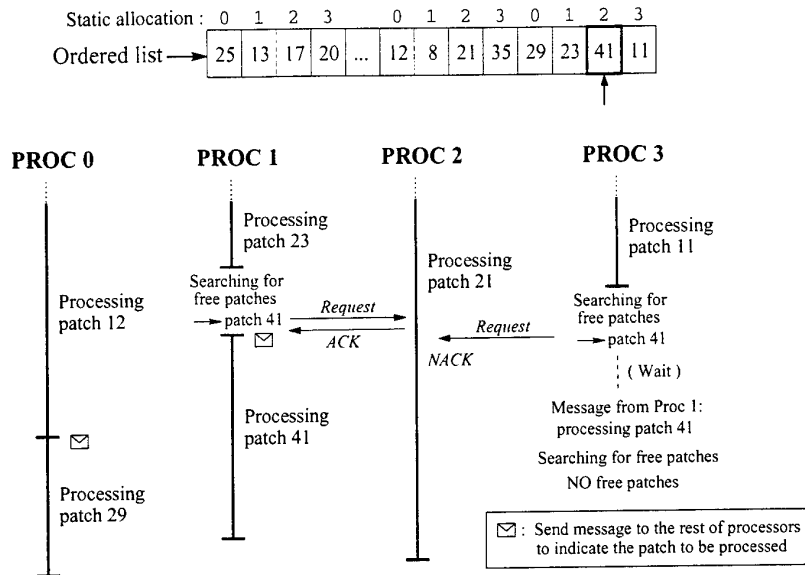 Static allocation : 0 1 2 3 0 1 2 3 0 1 2 3
Ordered list 25 13 17 20 ... 12 8 21 35 29 23 41 11
PROC 0 PROC 1 PROC 2 PROC 3
Processing
patch 23
Processing
patch 11
Processing
patch 21
Searching for
free patches
patch 41
Processing
patch 12
Request
ACK
Request
NACK
Searching for
free patches
patch 41
( Wait )
Processing
patch 41
Message from Proc 1:
processing patch 41
Searching for free patches
NO free patches
Processing
patch 29
: Send message to the rest of processors
to indicate the patch to be processed